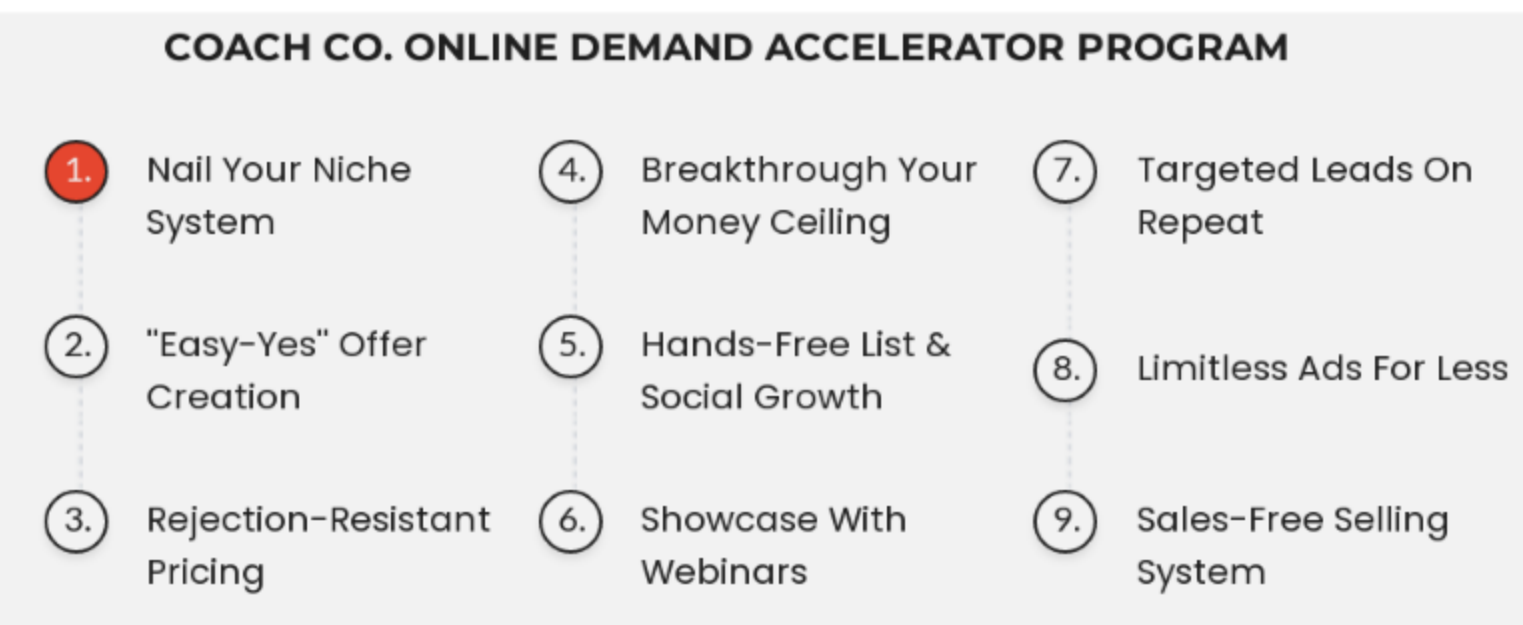 COACH CO. ONLINE DEMAND ACCELERATOR PROGRAM
1.
Nail Your Niche
System
2.
"Easy-Yes" Offer
Creation
3.
Rejection-Resistant
Pricing
4.
Breakthrough Your
Money Ceiling
5.
Hands-Free List &
Social Growth
6.
Showcase With
Webinars
7.
Targeted Leads On
Repeat
8.
Limitless Ads For Less
9.
Sales-Free Selling
System